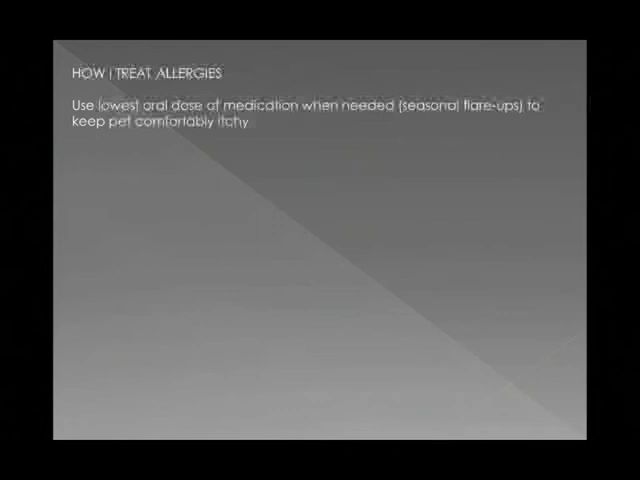 HOW I TREAT ALLERGIES
Use lowest oral dose of medication when needed (seasonal flare-ups) to
keep pet comfortably itchy